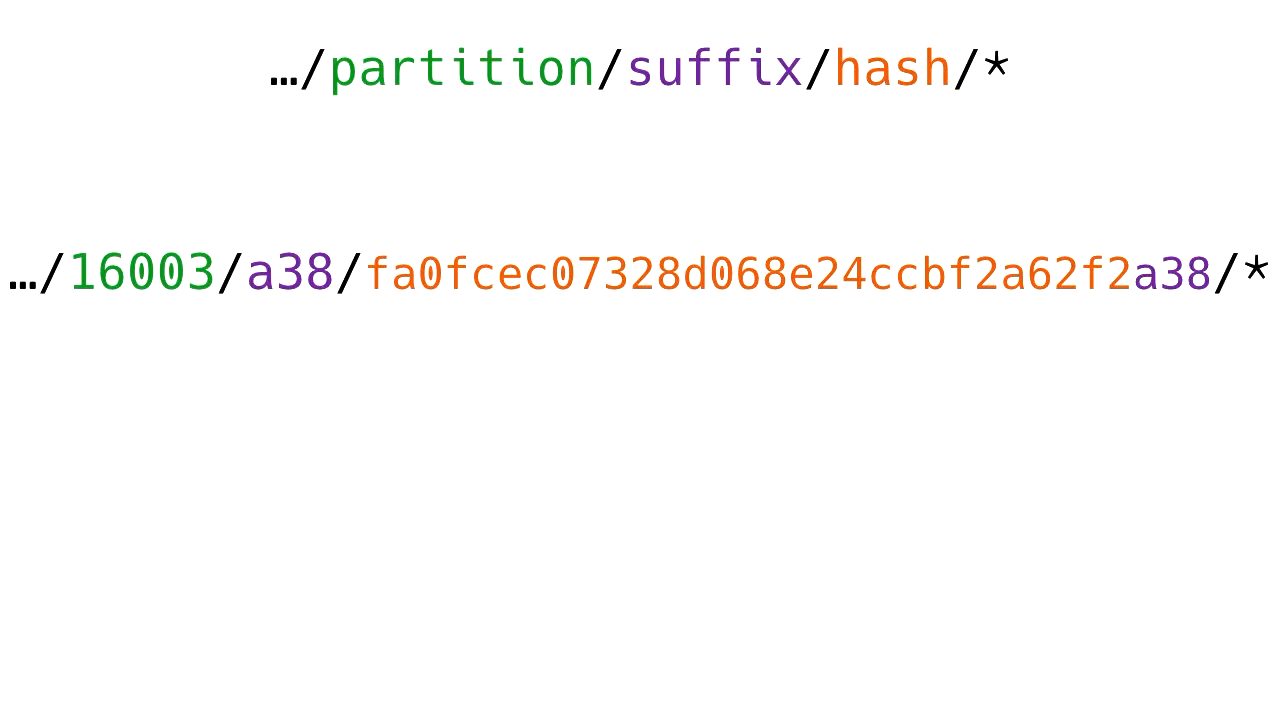 …/partition/suffix/hash/*
…/16003/a38/fa0fcec07328d068e24ccbf2a62f2a38/*